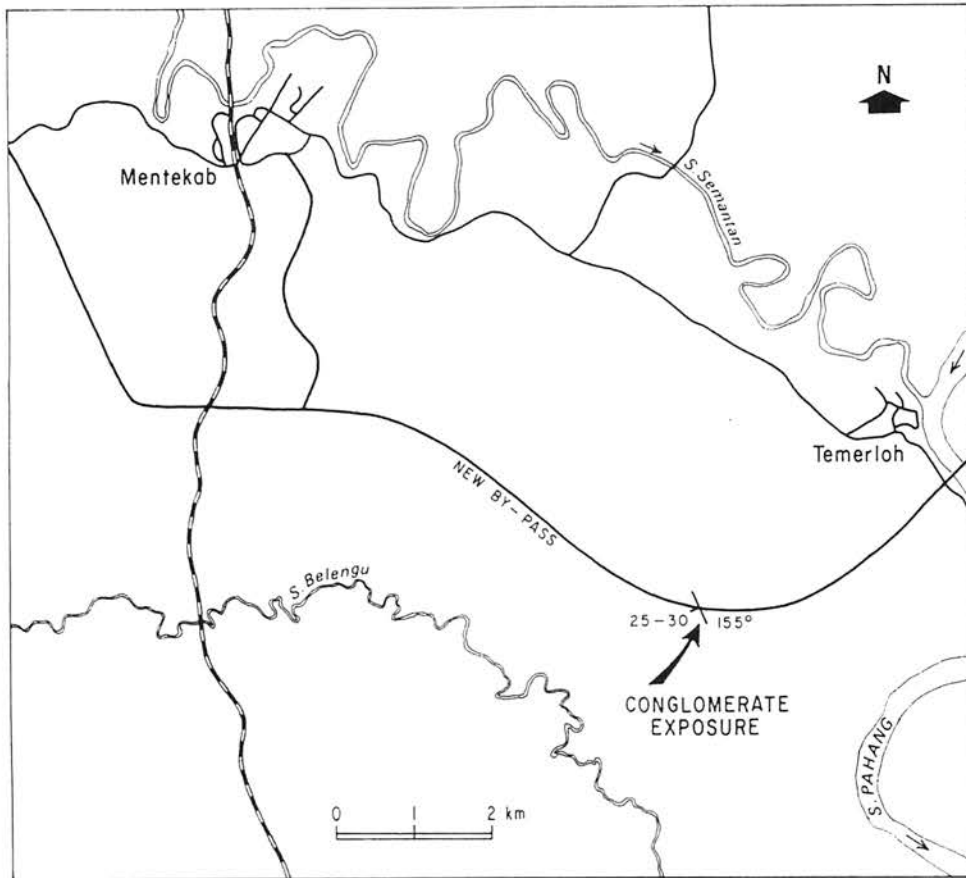 N
Mentekab
S. Semantan
Temerloh
NEW BY-PASS
S. Belengu
25-30 155°
CONGLOMERATE
EXPOSURE
S. PAHANG
0 1 2 km